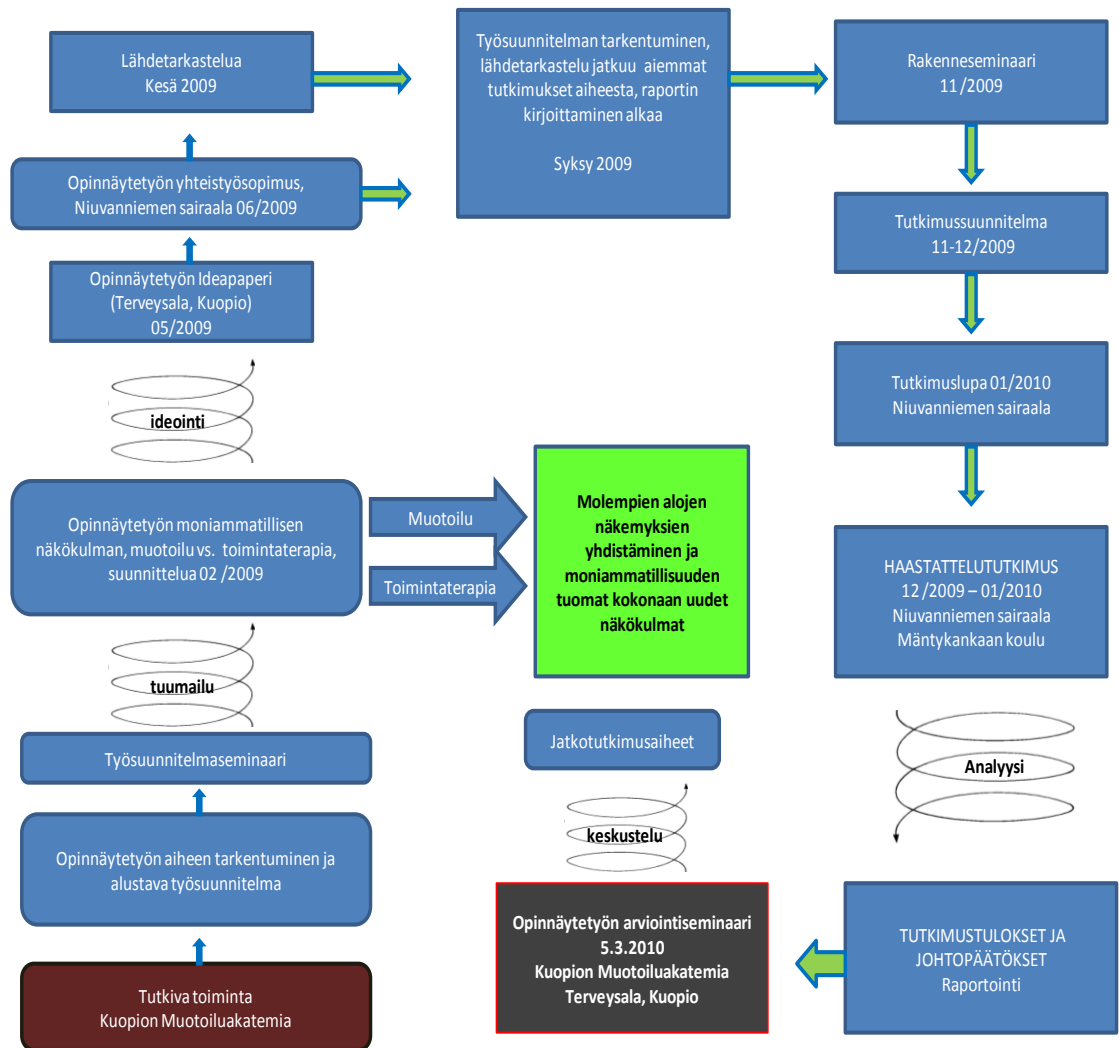 Lähdetarkastelua
Kesä 2009
Työsuunnitelman tarkentuminen,
lähdetarkastelu jatkuu aiemmat
tutkimukset aiheesta, raportin
kirjoittaminen alkaa
Syksy 2009
Rakenneseminaari
11 /2009
Opinnäytetyön yhteistyösopimus,
Niuvanniemen sairaala 06/2009
Tutkimussuunnitelma
11-12/2009
Opinnäytetyön Ideapaperi
(Terveysala, Kuopio)
05/2009
Tutkimuslupa 01/2010
Niuvanniemen sairaala
ideointi
Opinnäytetyön moniammatillisen
näkökulman, muotoilu vs. toimintaterapia,
suunnittelua 02 /2009
Muotoilu
Toimintaterapia
Molempien alojen
näkemyksien
yhdistäminen ja
moniammatillisuuden
tuomat kokonaan uudet
näkökulmat
HAASTATTELUTUTKIMUS
12 /2009 – 01/2010
Niuvanniemen sairaala
Mäntykankaan koulu
tuumailu
Työsuunnitelmaseminaari
Jatkotutkimusaiheet
Analyysi
keskustelu
Opinnäytetyön aiheen tarkentuminen ja
alustava työsuunnitelma
Opinnäytetyön arviointiseminaari
5.3.2010
Kuopion Muotoiluakatemia
Terveysala, Kuopio
TUTKIMUSTULOKSET JA
JOHTOPÄÄTÖKSET
Raportointi
Tutkiva toiminta
Kuopion Muotoiluakatemia